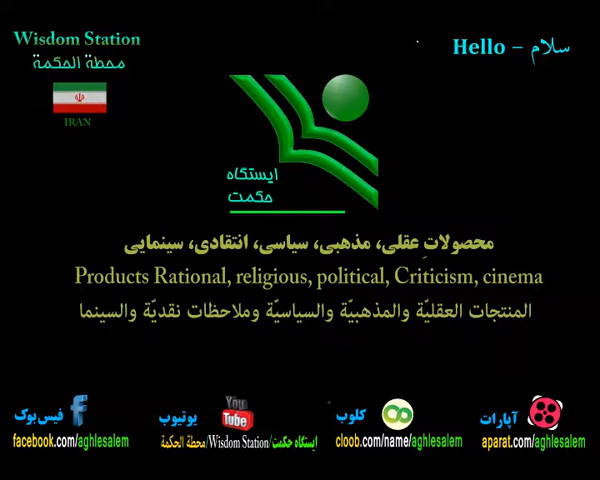 Wisdom Station
محطة الحكمة
IRAN
Hello – سلام
ایستگاه
حکمت
محصولاتِ عقلی، مذهبی، سیاسی، انتقادی، سینمایی
Products Rational, religious, political, Criticism, cinema
المنتجات العقليّة والمذهبيّة والسياسيّة وملاحظات نقديّة والسينما
فیس‌بوک
facebook.com/aghlesalem
You
Tube
یوتیوب
ایستگاه حکمت/Wisdom Station/محطة الحكمة
کلوب
cloob.com/name/aghlesalem
آپارات
aparat.com/aghlesalem